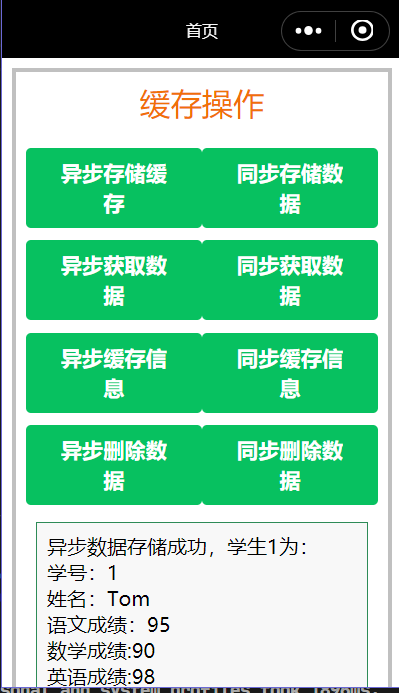 首页
缓存操作
异步存储缓
存
同步存储数
据
异步获取数
据
同步获取数
据
异步缓存信
息
同步缓存信
息
异步删除数
据
同步删除数
据
异步数据存储成功，学生1为：
学号：1
姓名：Tom
语文成绩：95
数学成绩:90
英语成绩:98